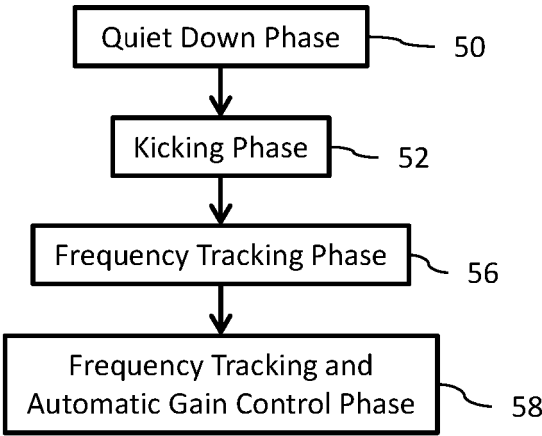 Quiet Down Phase
50
Kicking Phase
52
Frequency Tracking Phase
56
Frequency Tracking and
Automatic Gain Control Phase
58